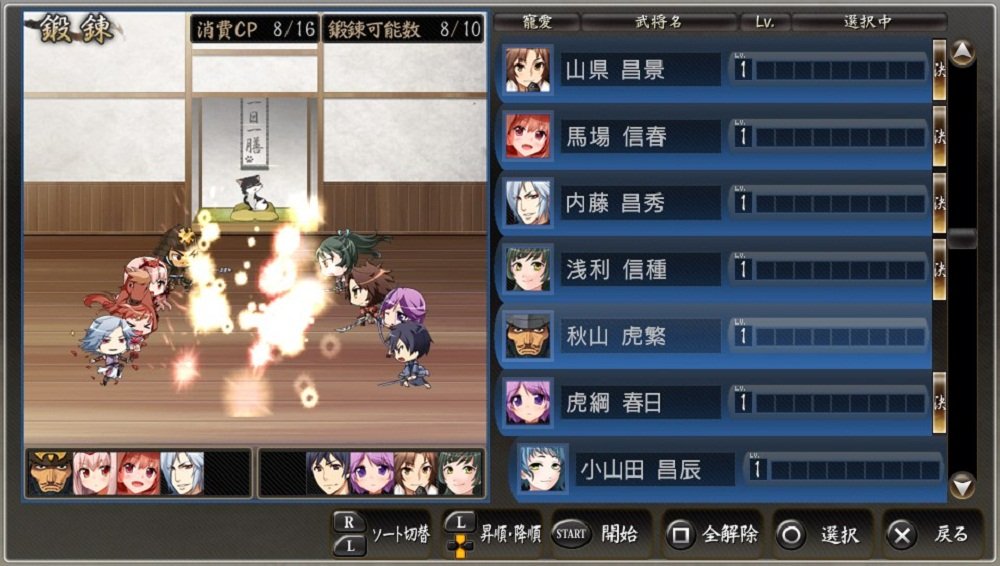 鍛錬
消費CP 8/16 鍛錬可能数 8/10
一日一膳
寵愛 武将名 Lv. 選択中
山県 昌景 Lv. 1 決
馬場 信春 Lv. 1 決
内藤 昌秀 Lv. 1 決
浅利 信種 Lv. 1 決
秋山 虎繁 Lv. 1
虎綱 春日 Lv. 1 決
小山田 昌辰 Lv. 1
R L ソート切替 L 昇順・降順 START 開始 全解除 選択 戻る